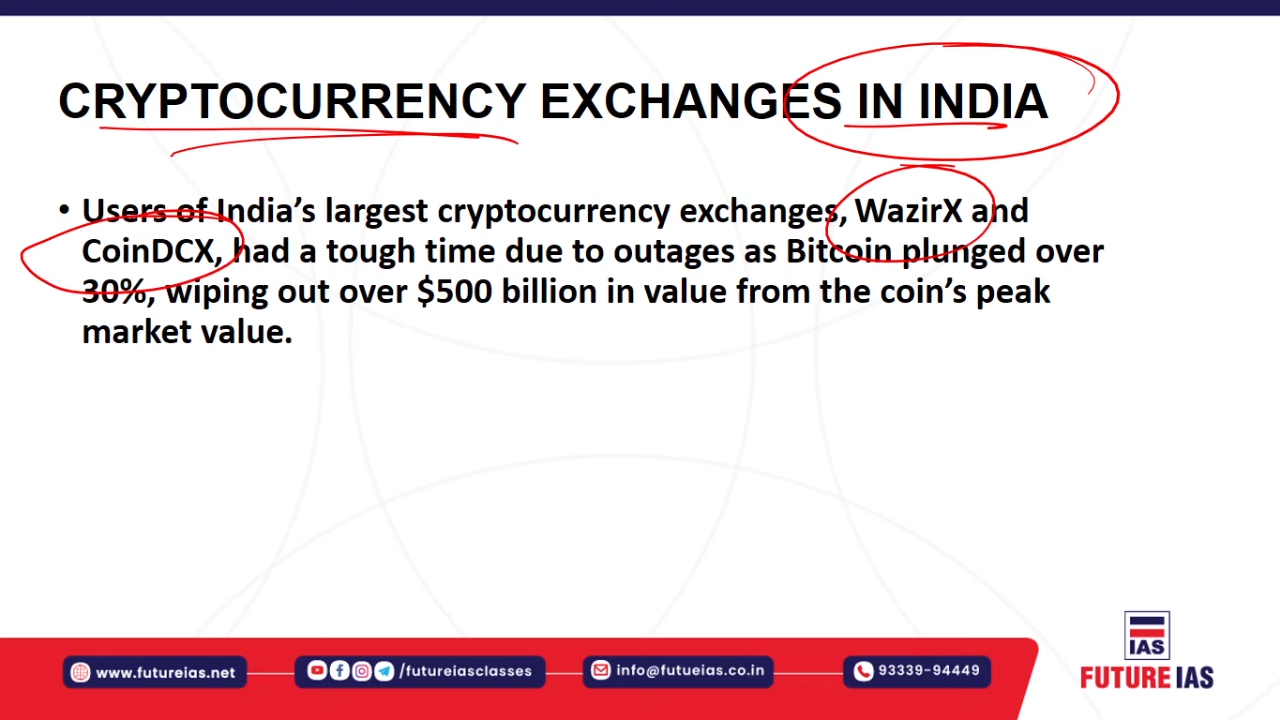 CRYPTOCURRENCY EXCHANGES IN INDIA
• Users of India’s largest cryptocurrency exchanges, WazirX and
CoinDCX, had a tough time due to outages as Bitcoin plunged over
30%, wiping out over $500 billion in value from the coin’s peak
market value.
IAS
FUTURE IAS
www.futureias.net
/futureiasclasses
info@futueias.co.in
93339-94449